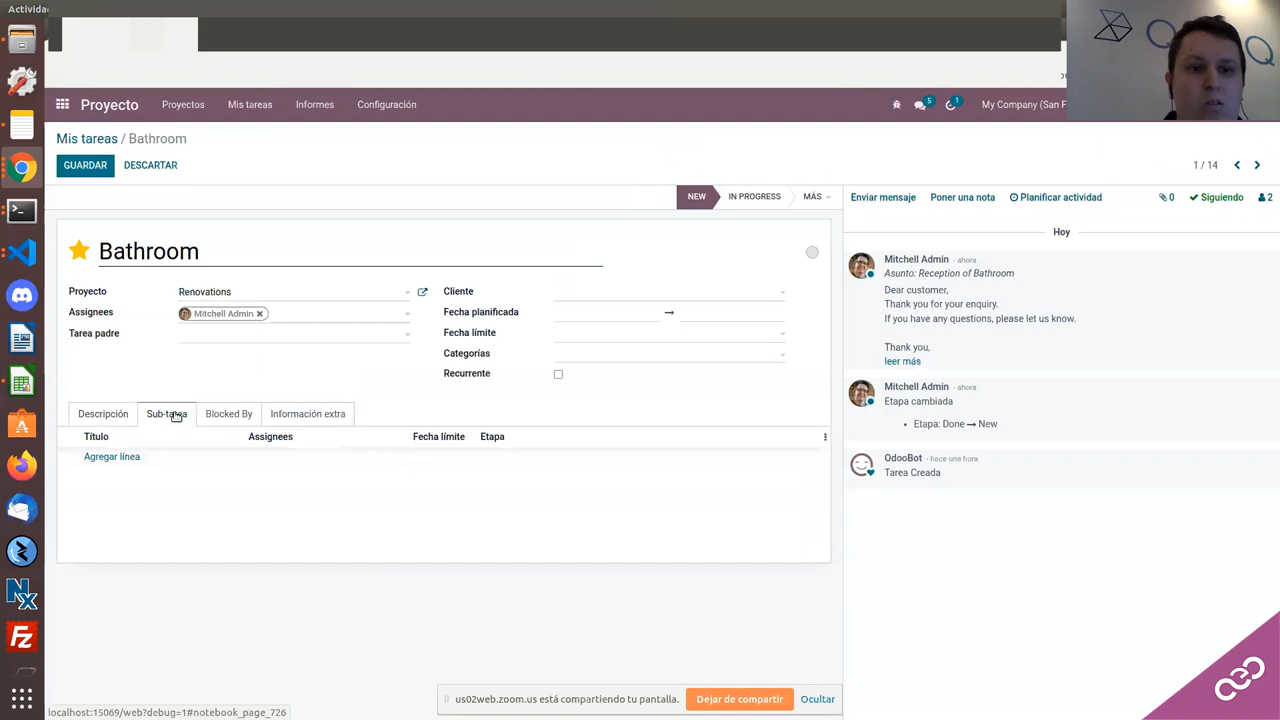 Activida
Proyecto Proyectos Mis tareas Informes Configuración 5 1 My Company (San F
Mis tareas / Bathroom
GUARDAR DESCARTAR 1 / 14
NEW IN PROGRESS MÁS
Enviar mensaje Poner una nota Planificar actividad 0 Siguiendo 2
Hoy
Bathroom
Proyecto Renovations
Assignees Mitchell Admin ×
Tarea padre
Cliente
Fecha planificada
Fecha límite
Categorías
Recurrente
Descripción Sub-tarea Blocked By Información extra
Título Assignees Fecha límite Etapa
Agregar línea
Mitchell Admin - ahora
Asunto: Reception of Bathroom
Dear customer,
Thank you for your enquiry.
If you have any questions, please let us know.
Thank you,
leer más
Mitchell Admin - ahora
Etapa cambiada
• Etapa: Done → New
OdooBot - hace una hora
Tarea Creada
us02web.zoom.us está compartiendo tu pantalla. Dejar de compartir Ocultar
localhost:15069/web?debug=1#notebook_page_726
Fz